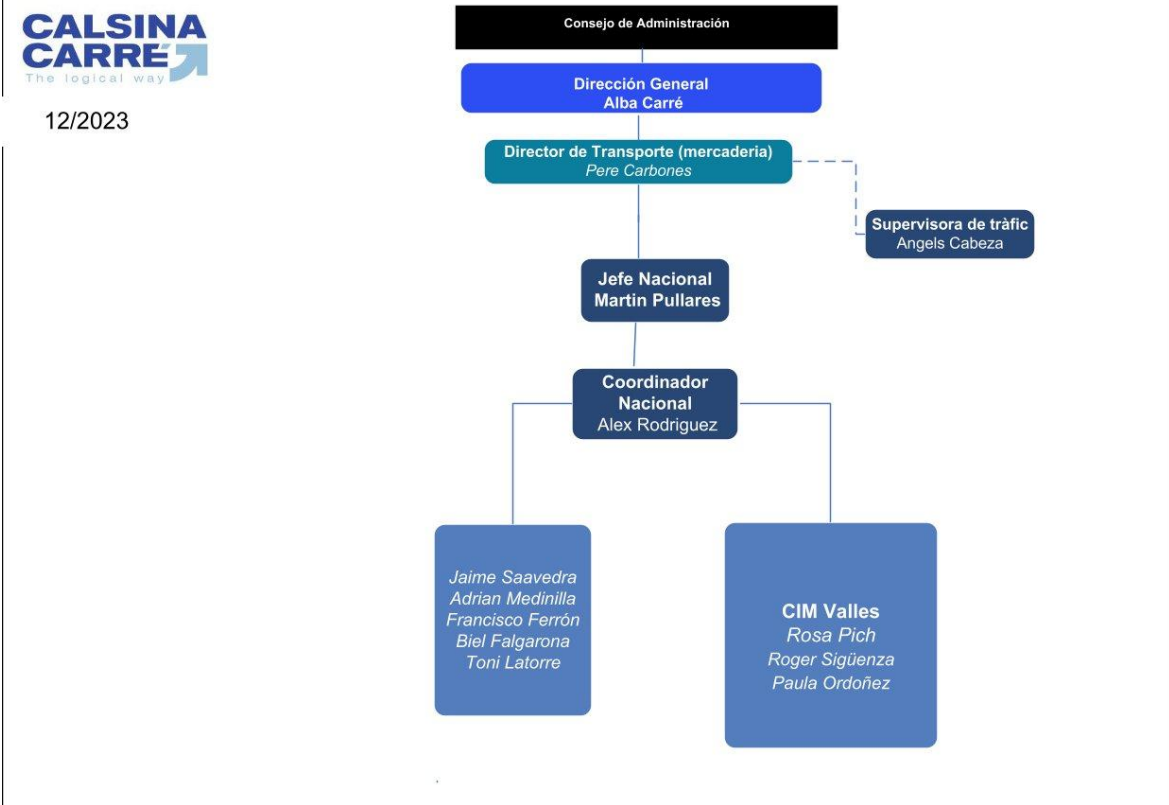 CALSINA
CARRÉ
The logical way
12/2023
Consejo de Administración
Dirección General
Alba Carré
Director de Transporte (mercaderia)
Pere Carbones
Supervisora de tràfic
Angels Cabeza
Jefe Nacional
Martin Pullares
Coordinador
Nacional
Alex Rodriguez
Jaime Saavedra
Adrian Medinilla
Francisco Ferrón
Biel Falgarona
Toni Latorre
CIM Valles
Rosa Pich
Roger Sigüenza
Paula Ordoñez